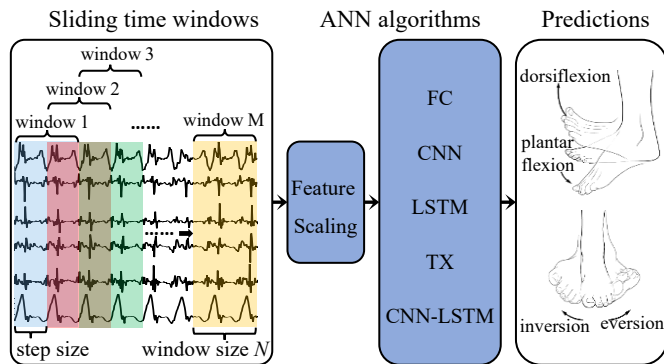 Sliding time windows
ANN algorithms
Predictions
window 3
window 2
window 1
......
window M
......
step size
window size N
Feature
Scaling
FC
CNN
LSTM
TX
CNN-LSTM
dorsiflexion
plantar
flexion
inversion
eversion